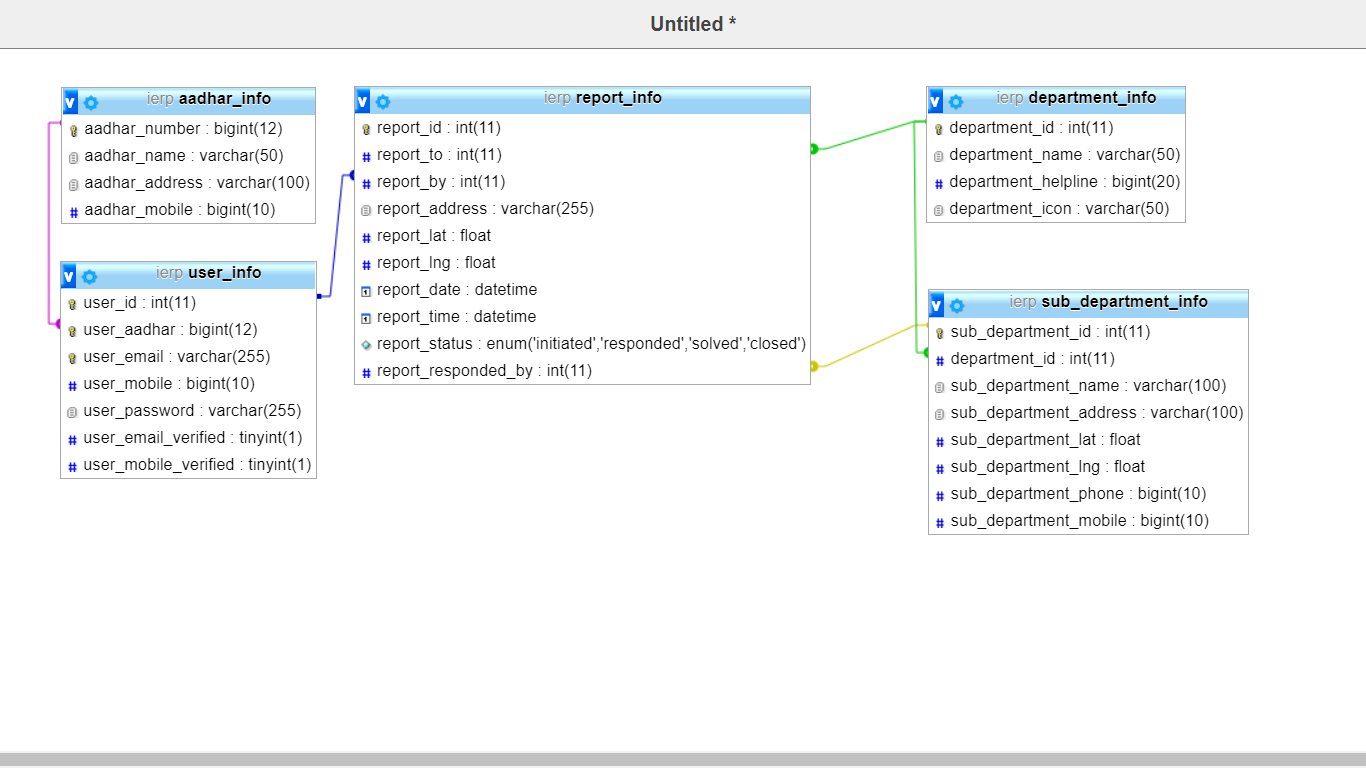 Untitled *
ierp aadhar_info
aadhar_number : bigint(12)
aadhar_name : varchar(50)
aadhar_address : varchar(100)
aadhar_mobile : bigint(10)
ierp user_info
user_id : int(11)
user_aadhar : bigint(12)
user_email : varchar(255)
user_mobile : bigint(10)
user_password : varchar(255)
user_email_verified : tinyint(1)
user_mobile_verified : tinyint(1)
ierp report_info
report_id : int(11)
report_to : int(11)
report_by : int(11)
report_address : varchar(255)
report_lat : float
report_lng : float
report_date : datetime
report_time : datetime
report_status : enum('initiated','responded','solved','closed')
report_responded_by : int(11)
ierp department_info
department_id : int(11)
department_name : varchar(50)
department_helpline : bigint(20)
department_icon : varchar(50)
ierp sub_department_info
sub_department_id : int(11)
department_id : int(11)
sub_department_name : varchar(100)
sub_department_address : varchar(100)
sub_department_lat : float
sub_department_lng : float
sub_department_phone : bigint(10)
sub_department_mobile : bigint(10)